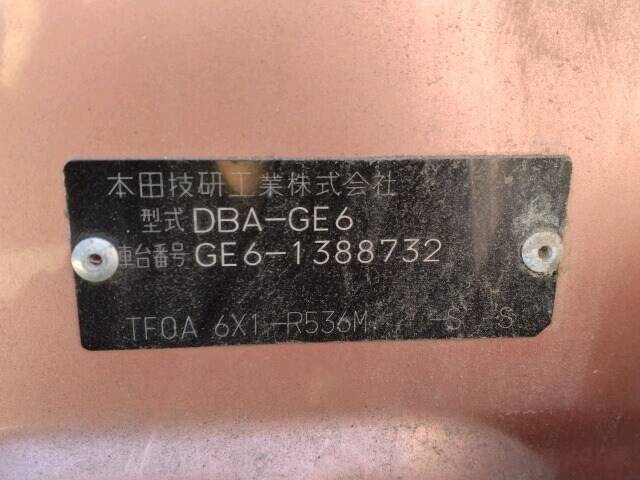 本田技研工業株式会社
型式 DBA-GE6
車台番号 GE6-1388732
TF0A 6X1 -R536M -S -S